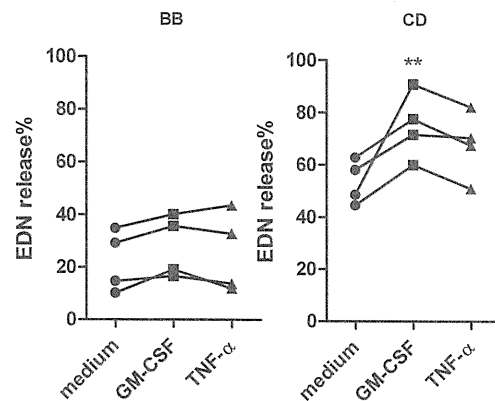 BB
EDN release%
100
80
60
40
20
0
medium
GM-CSF
TNF-α
CD
**
EDN release%
100
80
60
40
20
0
medium
GM-CSF
TNF-α